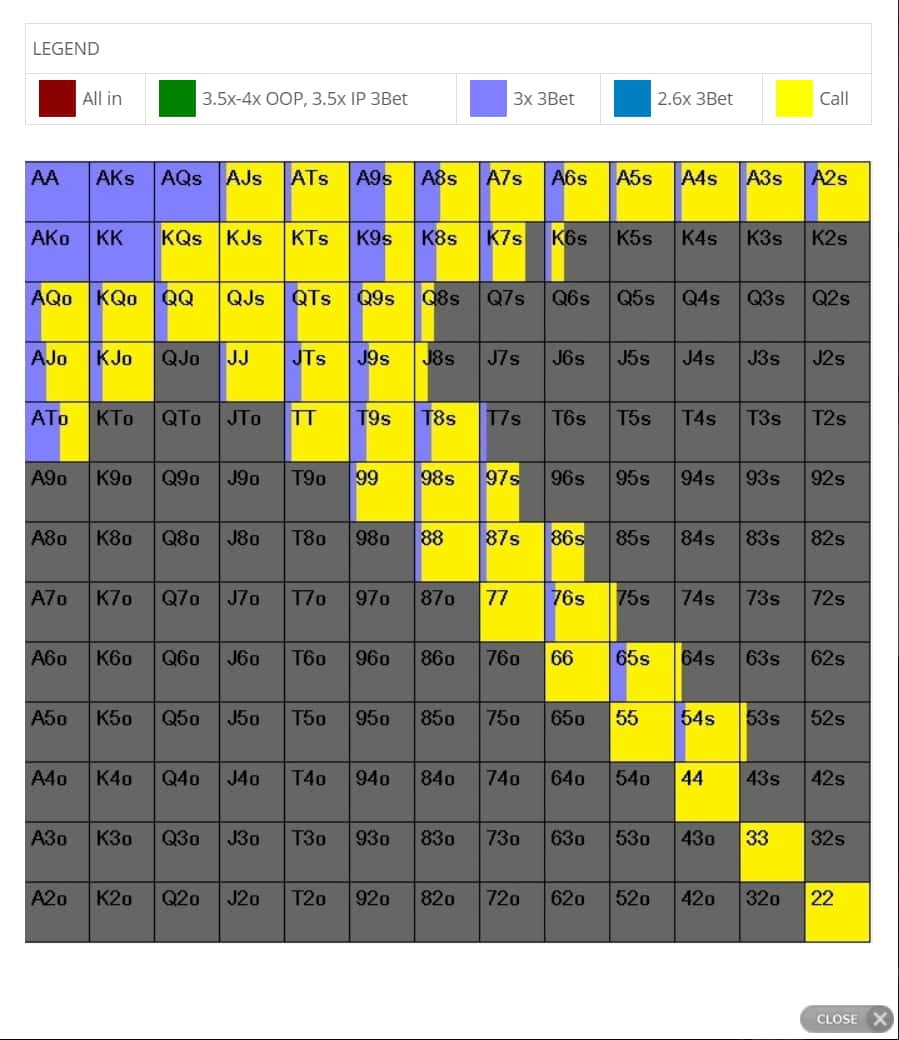 LEGEND
All in 3.5x-4x OOP, 3.5x IP 3Bet 3x 3Bet 2.6x 3Bet Call
AA AKs AQs AJs ATs A9s A8s A7s A6s A5s A4s A3s A2s
AKo KK KQs KJs KTs K9s K8s K7s K6s K5s K4s K3s K2s
AQo KQo QQ QJs QTs Q9s Q8s Q7s Q6s Q5s Q4s Q3s Q2s
AJo KJo QJo JJ JTs J9s J8s J7s J6s J5s J4s J3s J2s
ATo KTo QTo JTo TT T9s T8s T7s T6s T5s T4s T3s T2s
A9o K9o Q9o J9o T9o 99 98s 97s 96s 95s 94s 93s 92s
A8o K8o Q8o J8o T8o 98o 88 87s 86s 85s 84s 83s 82s
A7o K7o Q7o J7o T7o 97o 87o 77 76s 75s 74s 73s 72s
A6o K6o Q6o J6o T6o 96o 86o 76o 66 65s 64s 63s 62s
A5o K5o Q5o J5o T5o 95o 85o 75o 65o 55 54s 53s 52s
A4o K4o Q4o J4o T4o 94o 84o 74o 64o 54o 44 43s 42s
A3o K3o Q3o J3o T3o 93o 83o 73o 63o 53o 43o 33 32s
A2o K2o Q2o J2o T2o 92o 82o 72o 62o 52o 42o 32o 22
CLOSE